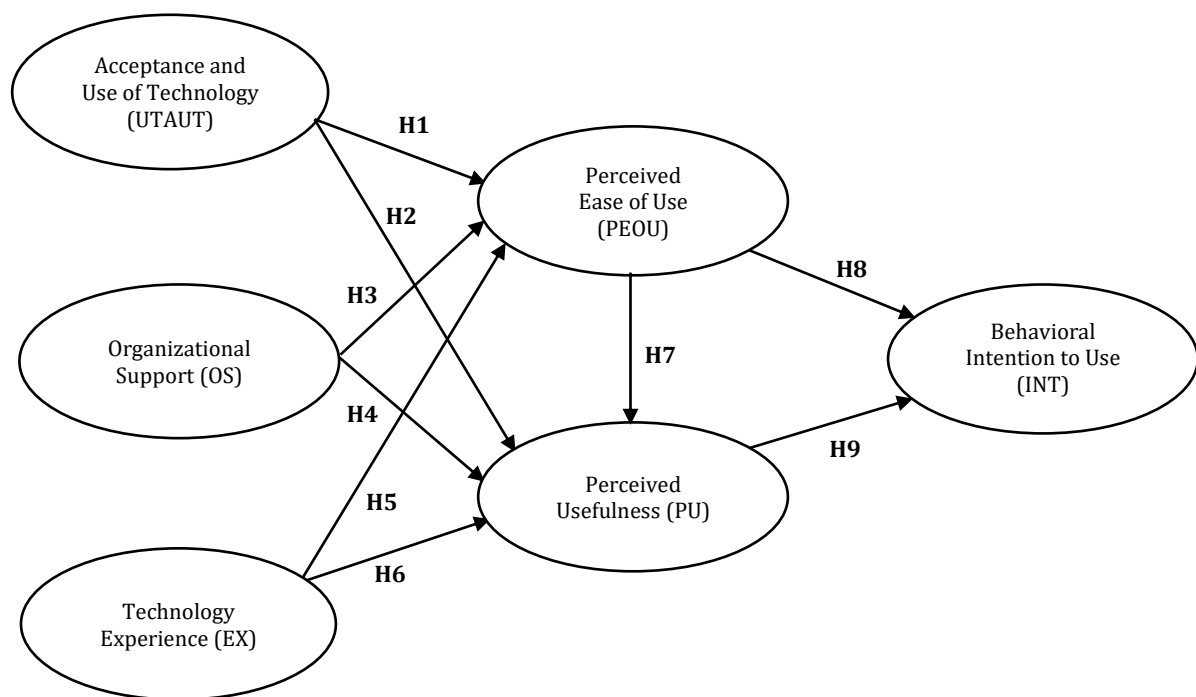 Acceptance and
Use of Technology
(UTAUT)
H1
Perceived
Ease of Use
(PEOU)
H2
H3
H8
Organizational
Support (OS)
H7
Behavioral
Intention to Use
(INT)
H4
H9
H5
Perceived
Usefulness (PU)
H6
Technology
Experience (EX)